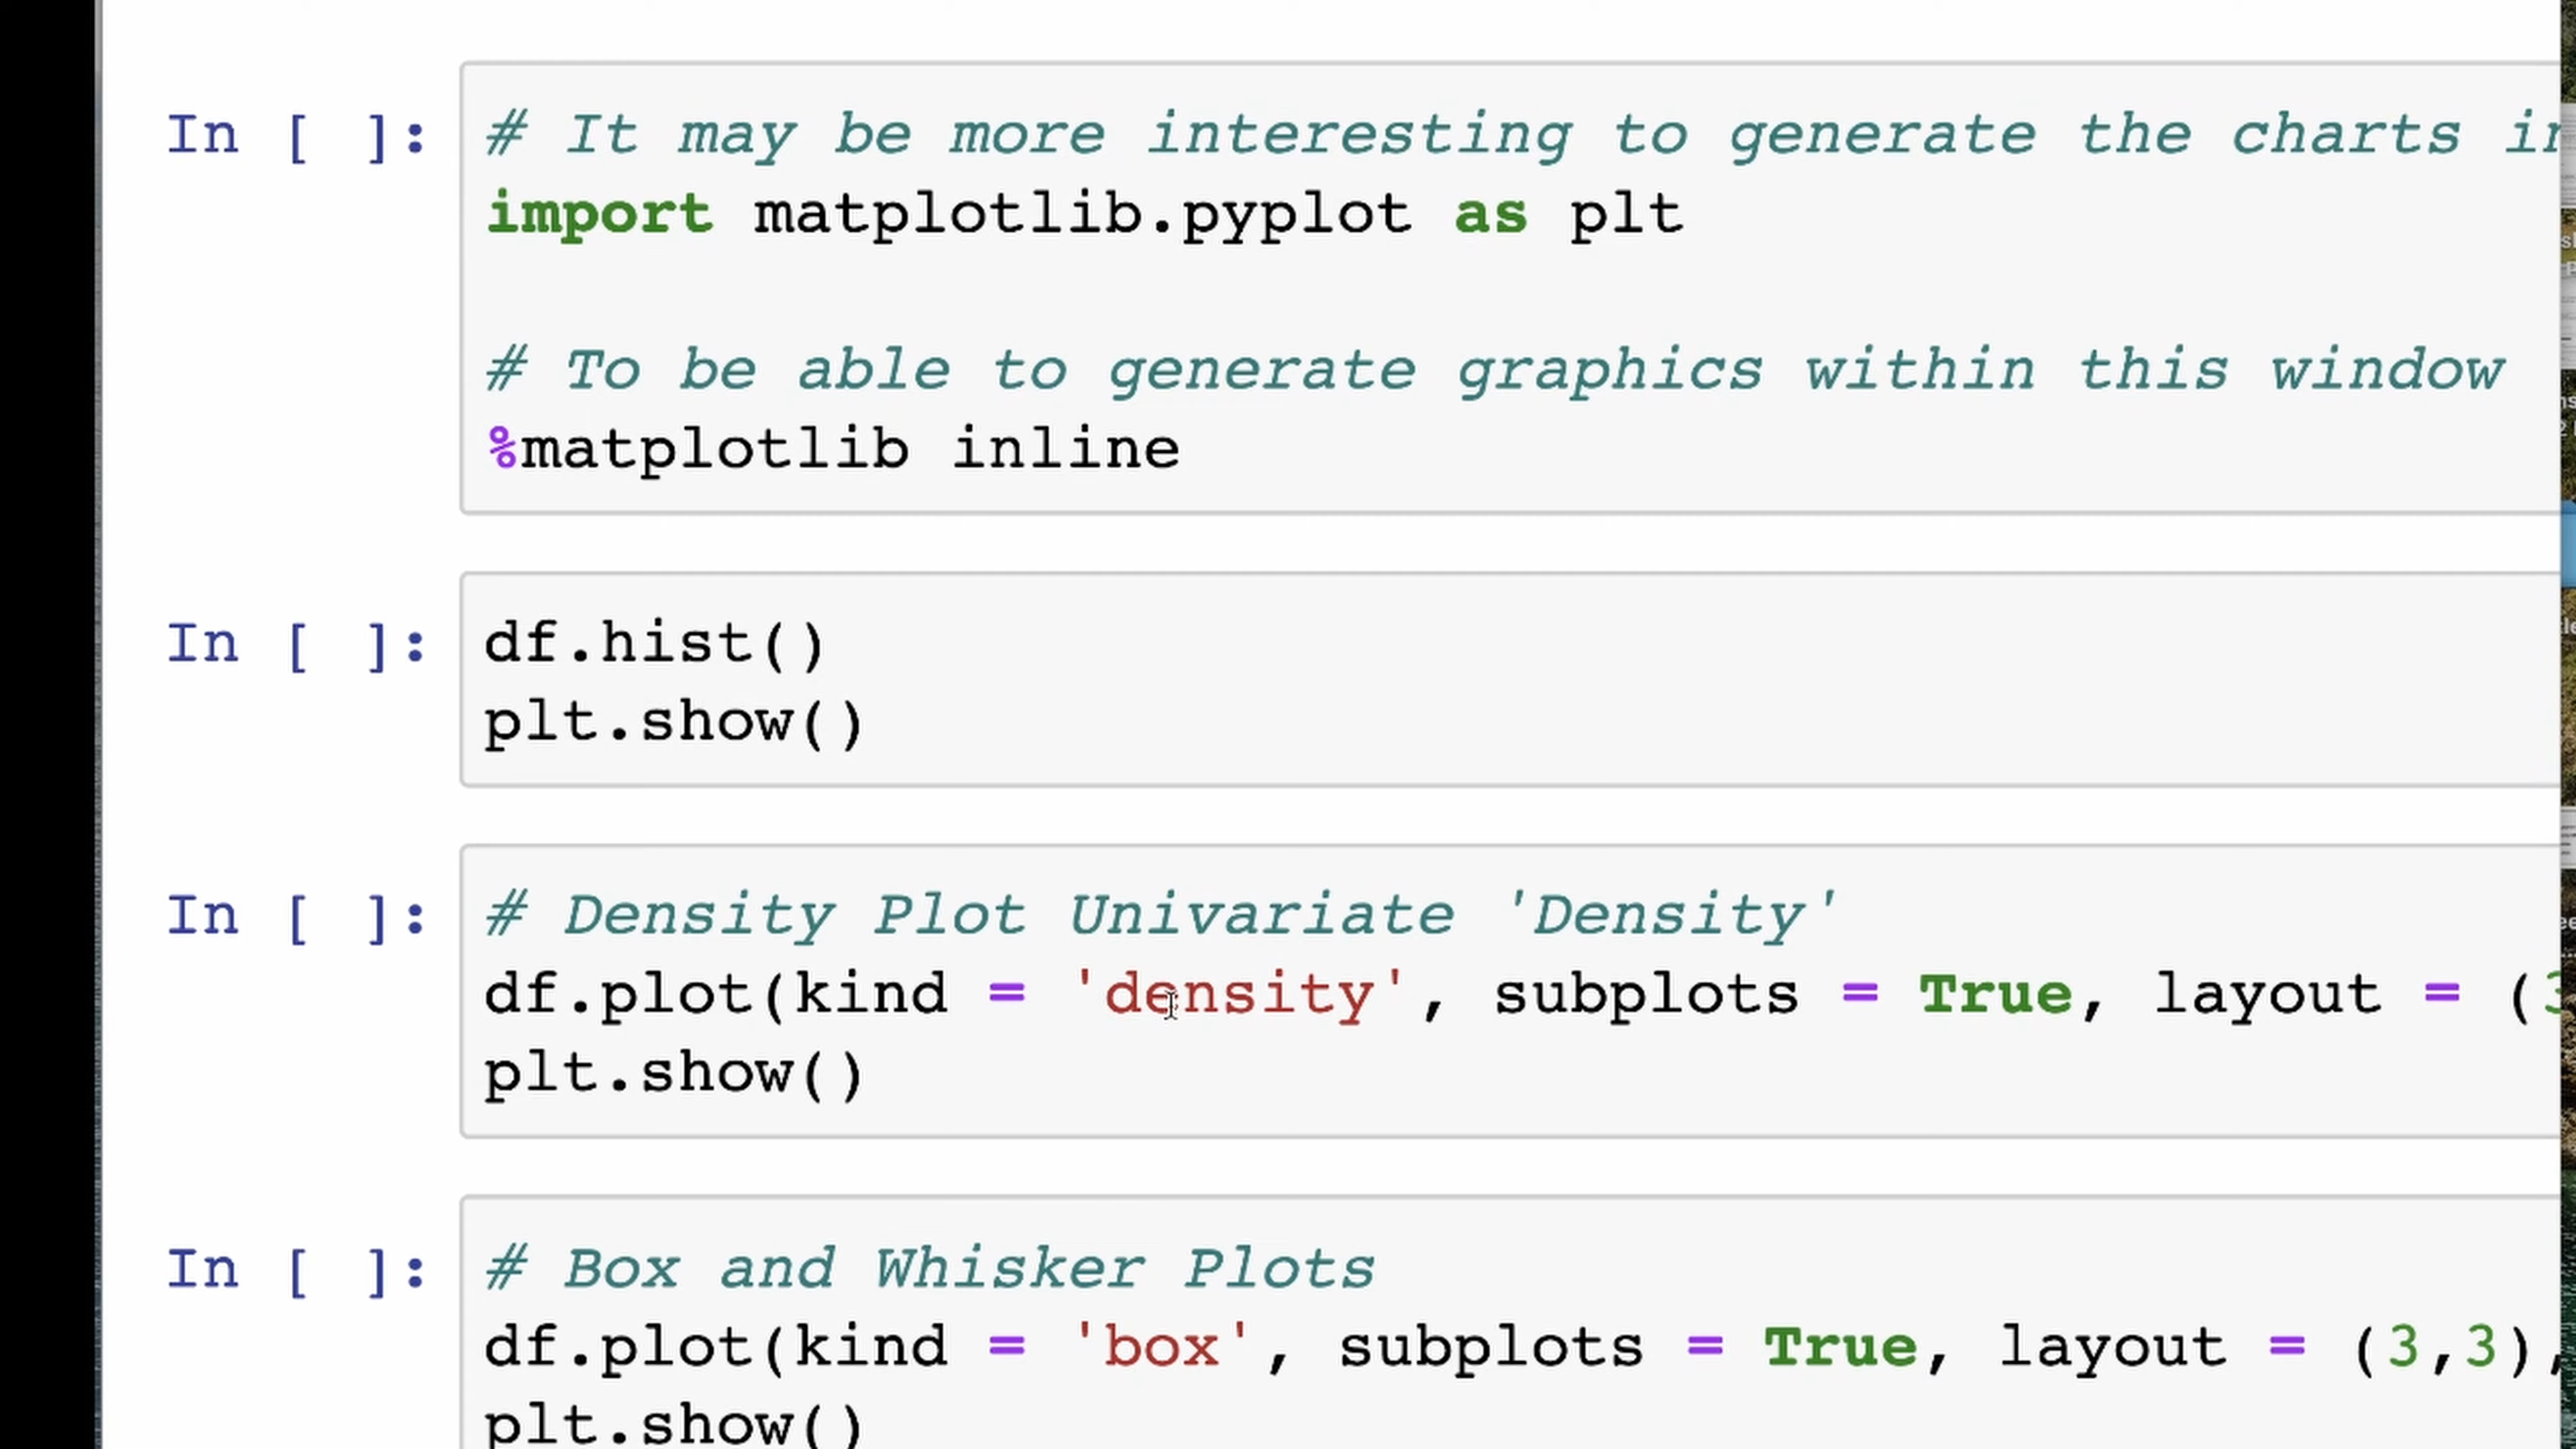 In [ ]: # It may be more interesting to generate the charts in
import matplotlib.pyplot as plt
# To be able to generate graphics within this window
%matplotlib inline
In [ ]: df.hist()
plt.show()
In [ ]: # Density Plot Univariate 'Density'
df.plot(kind = 'density', subplots = True, layout = (3
plt.show()
In [ ]: # Box and Whisker Plots
df.plot(kind = 'box', subplots = True, layout = (3,3),
plt.show()